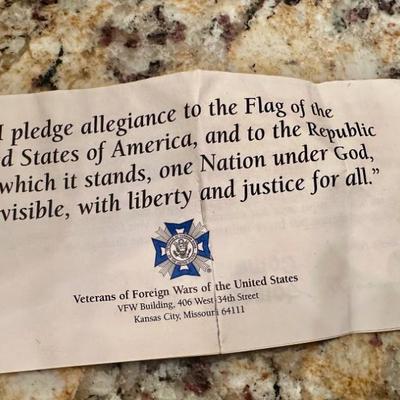 I pledge allegiance to the Flag of the
d States of America, and to the Republic
which it stands, one Nation under God,
visible, with liberty and justice for all.”
Veterans of Foreign Wars of the United States
VFW Building, 406 West 34th Street
Kansas City, Missouri 64111